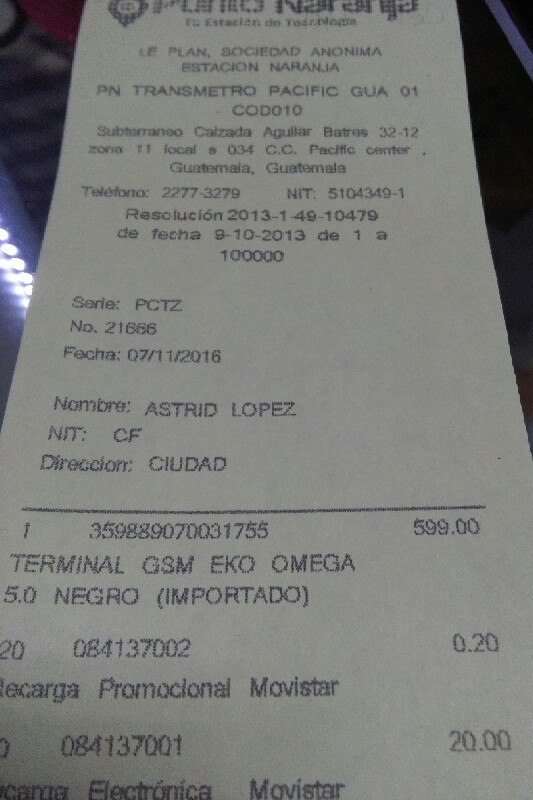 Punto Naranja
Tu Estación de Tecnología
LE PLAN, SOCIEDAD ANONIMA
ESTACION NARANJA
PN TRANSMETRO PACIFIC GUA 01
- COD010
Subterraneo Calzada Aguilar Batres 32-12
zona 11 local s 034 C.C. Pacific center .
Guatemala, Guatemala
Teléfono: 2277-3279 NIT: 5104349-1
Resolución 2013-1-49-10479
de fecha 9-10-2013 de 1 a
100000
Serie: PCTZ
No. 21666
Fecha: 07/11/2016
Nombre: ASTRID LOPEZ
NIT: CF
Direccion: CIUDAD
1 359889070031755 599.00
TERMINAL GSM EKO OMEGA
5.0 NEGRO (IMPORTADO)
20 084137002 0.20
ecarga Promocional Movistar
0 084137001 20.00
carga Electrónica Movistar